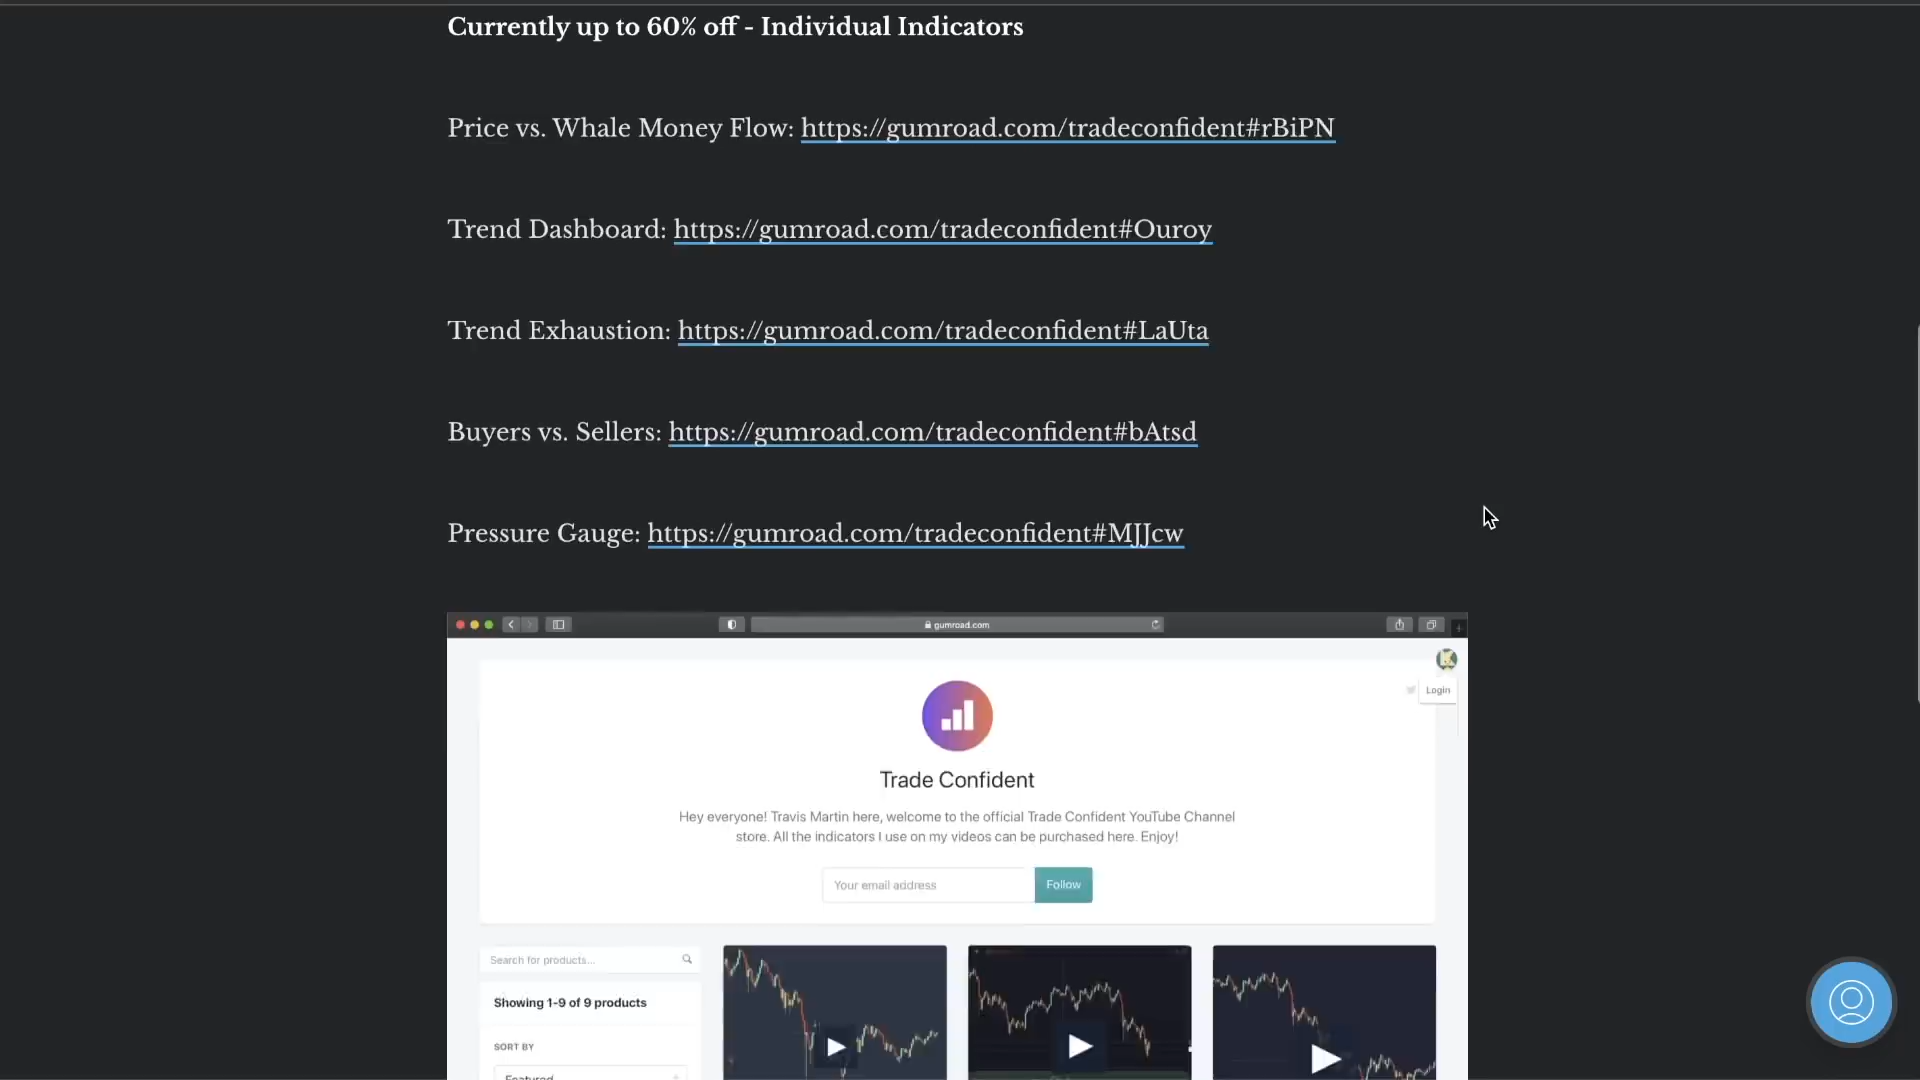 Currently up to 60% off - Individual Indicators
Price vs. Whale Money Flow: https://gumroad.com/tradeconfident#rBiPN
Trend Dashboard: https://gumroad.com/tradeconfident#Ouroy
Trend Exhaustion: https://gumroad.com/tradeconfident#LaUta
Buyers vs. Sellers: https://gumroad.com/tradeconfident#bAtsd
Pressure Gauge: https://gumroad.com/tradeconfident#MJJcw
gumroad.com
Login
Trade Confident
Hey everyone! Travis Martin here, welcome to the official Trade Confident YouTube Channel
store. All the indicators I use on my videos can be purchased here. Enjoy!
Your email address
Follow
Search for products...
Showing 1-9 of 9 products
SORT BY
Featured